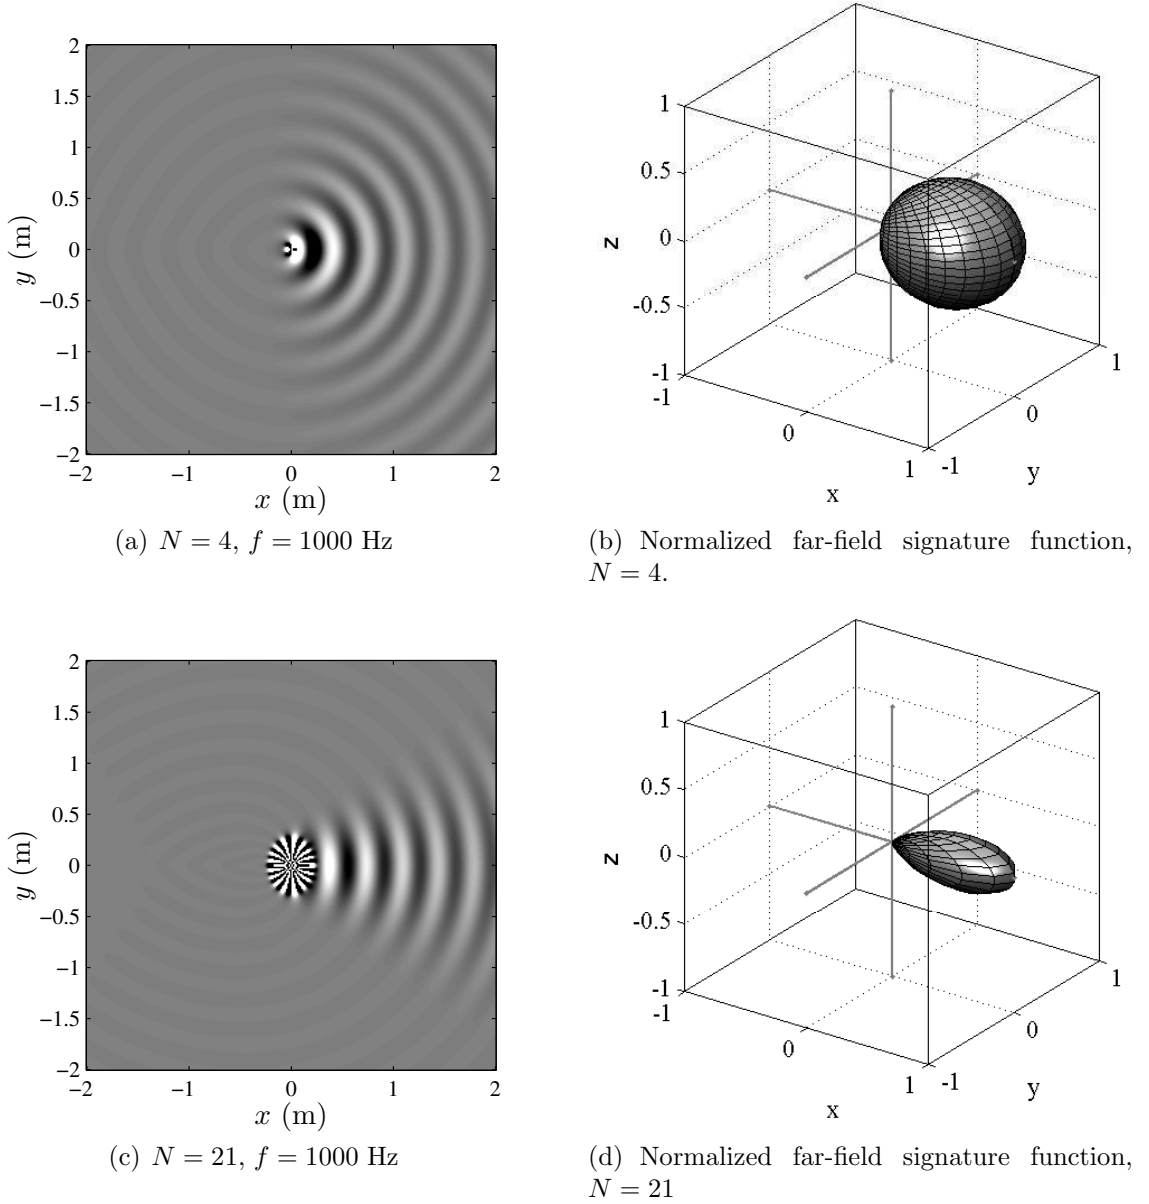 2
1.5
1
0.5
0
−0.5
−1
−1.5
−2
y (m)
−2 −1 0 1 2
x (m)
(a) N = 4, f = 1000 Hz
1
0.5
0
-0.5
-1
z
-1 0 1
x
-1 0 1
y
(b) Normalized far-field signature function,
N = 4.
2
1.5
1
0.5
0
−0.5
−1
−1.5
−2
y (m)
−2 −1 0 1 2
x (m)
(c) N = 21, f = 1000 Hz
1
0.5
0
-0.5
-1
z
-1 0 1
x
-1 0 1
y
(d) Normalized far-field signature function,
N = 21